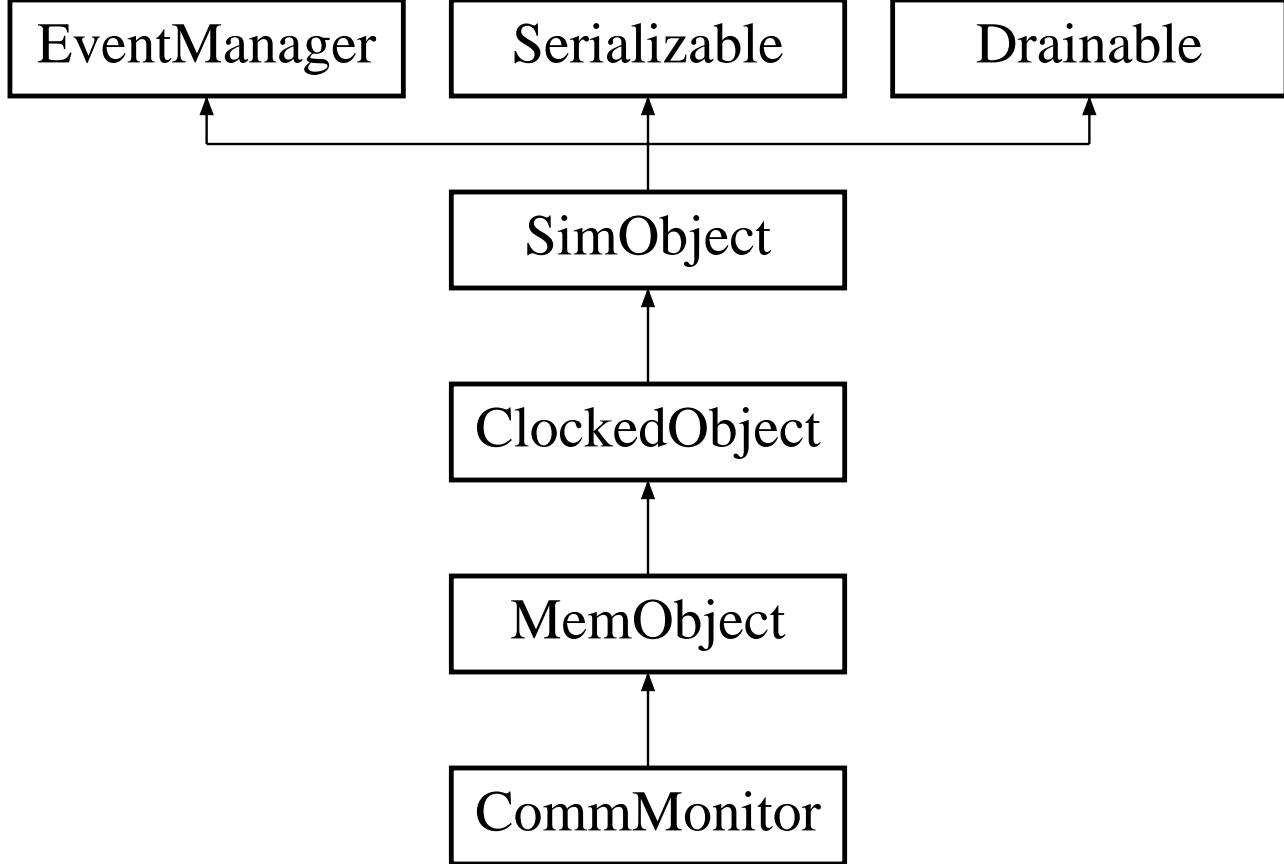 EventManager
Serializable
Drainable
SimObject
ClockedObject
MemObject
CommMonitor